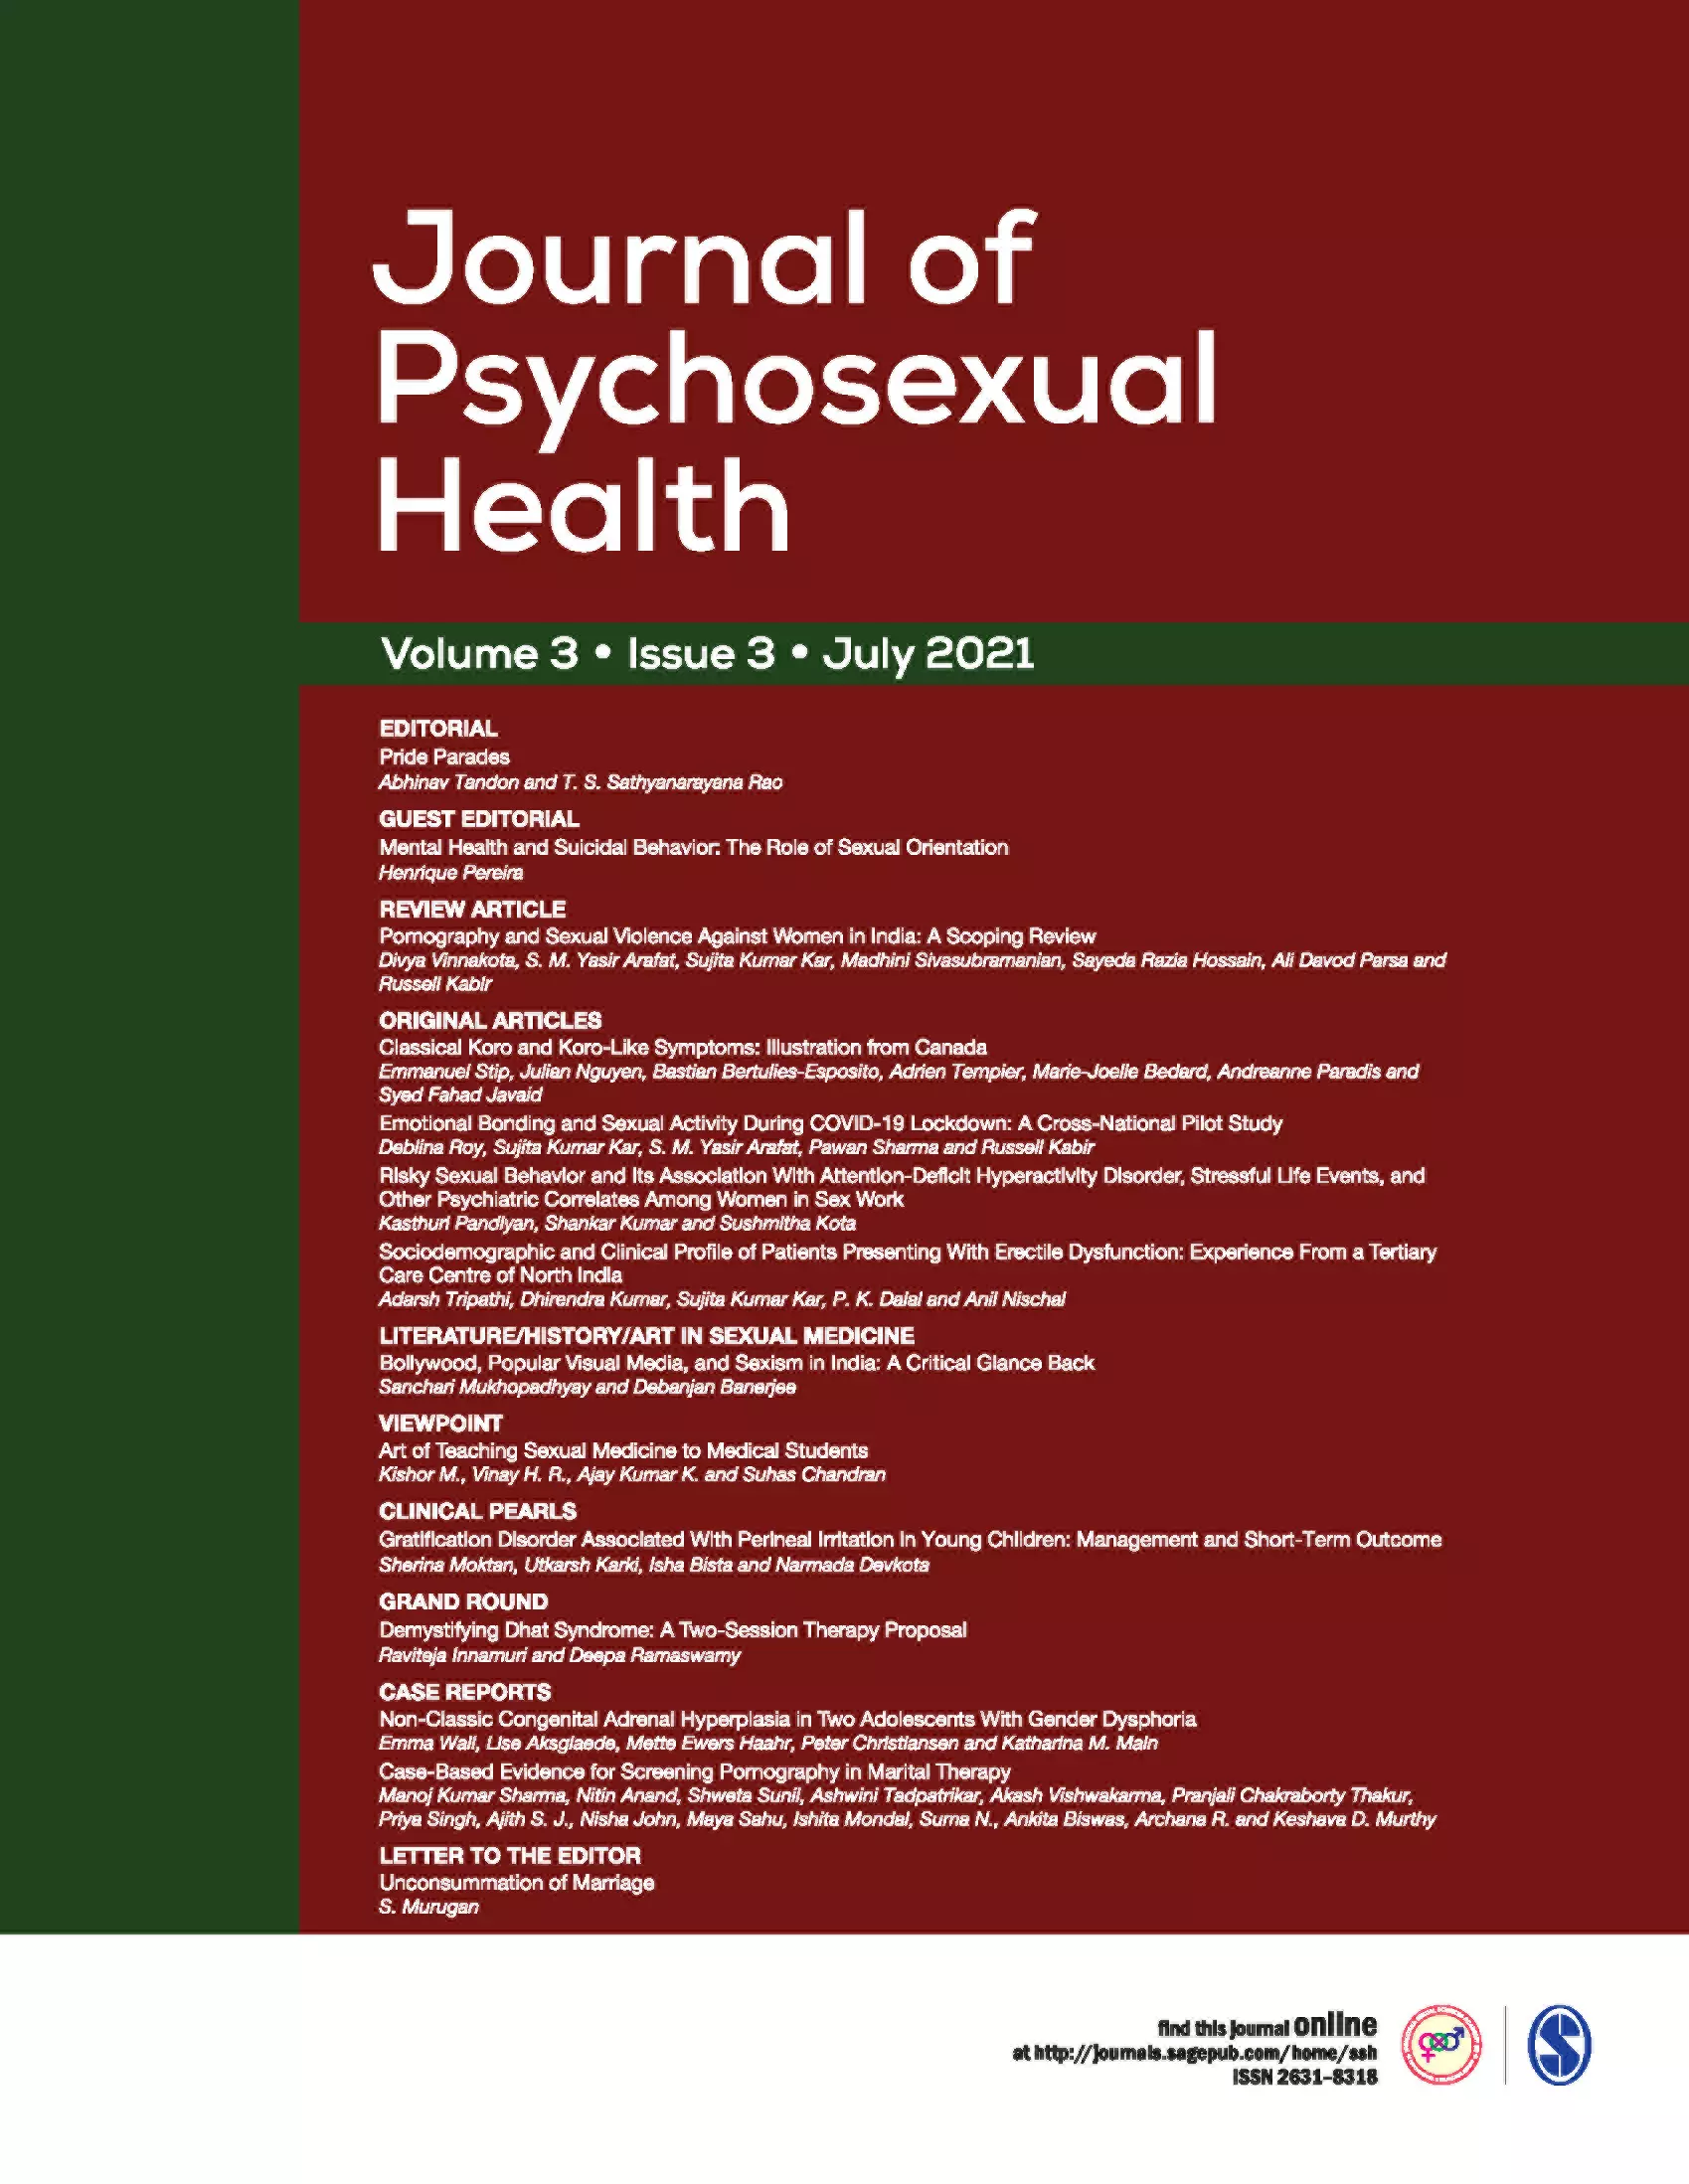 Journal of
Psychosexual
Health
Volume 3 • Issue 3 • July 2021
EDITORIAL
Pride Parades
Abhinav Tandon and T. S. Sathyanarayana Rao
GUEST EDITORIAL
Mental Health and Suicidal Behavior: The Role of Sexual Orientation
Henrique Pereira
REVIEW ARTICLE
Pornography and Sexual Violence Against Women in India: A Scoping Review
Divya Vinnakota, S. M. Yasir Arafat, Sujita Kumar Kar, Madhini Sivasubramanian, Sayeda Razia Hossain, Ali Davod Parsa and
Russell Kabir
ORIGINAL ARTICLES
Classical Koro and Koro-Like Symptoms: Illustration from Canada
Emmanuel Stip, Julian Nguyen, Bastian Bertulies-Esposito, Adrien Tempier, Marie-Joelle Bedard, Andreanne Paradis and
Syed Fahad Javaid
Emotional Bonding and Sexual Activity During COVID-19 Lockdown: A Cross-National Pilot Study
Deblina Roy, Sujita Kumar Kar, S. M. Yasir Arafat, Pawan Sharma and Russell Kabir
Risky Sexual Behavior and Its Association With Attention-Deficit Hyperactivity Disorder, Stressful Life Events, and
Other Psychiatric Correlates Among Women in Sex Work
Kasthuri Pandiyan, Shankar Kumar and Sushmitha Kota
Sociodemographic and Clinical Profile of Patients Presenting With Erectile Dysfunction: Experience From a Tertiary
Care Centre of North India
Adarsh Tripathi, Dhirendra Kumar, Sujita Kumar Kar, P. K. Dalal and Anil Nischal
LITERATURE/HISTORY/ART IN SEXUAL MEDICINE
Bollywood, Popular Visual Media, and Sexism in India: A Critical Glance Back
Sanchari Mukhopadhyay and Debanjan Banerjee
VIEWPOINT
Art of Teaching Sexual Medicine to Medical Students
Kishor M., Vinay H. R., Ajay Kumar K. and Suhas Chandran
CLINICAL PEARLS
Gratification Disorder Associated With Perineal Irritation in Young Children: Management and Short-Term Outcome
Sherina Moktan, Utkarsh Karki, Isha Bista and Narmada Devkota
GRAND ROUND
Demystifying Dhat Syndrome: A Two-Session Therapy Proposal
Raviteja Innamuri and Deepa Ramaswamy
CASE REPORTS
Non-Classic Congenital Adrenal Hyperplasia in Two Adolescents With Gender Dysphoria
Emma Wall, Lise Aksglaede, Mette Ewers Haahr, Peter Christiansen and Katharina M. Main
Case-Based Evidence for Screening Pornography in Marital Therapy
Manoj Kumar Sharma, Nitin Anand, Shweta Sunil, Ashwini Tadpatrikar, Akash Vishwakarma, Pranjali Chakraborty Thakur,
Priya Singh, Ajith S. J., Nisha John, Maya Sahu, Ishita Mondal, Suma N., Ankita Biswas, Archana R. and Keshava D. Murthy
LETTER TO THE EDITOR
Unconsummation of Marriage
S. Murugan
find this journal online
at http://journals.sagepub.com/home/ssh
ISSN 2631-8318